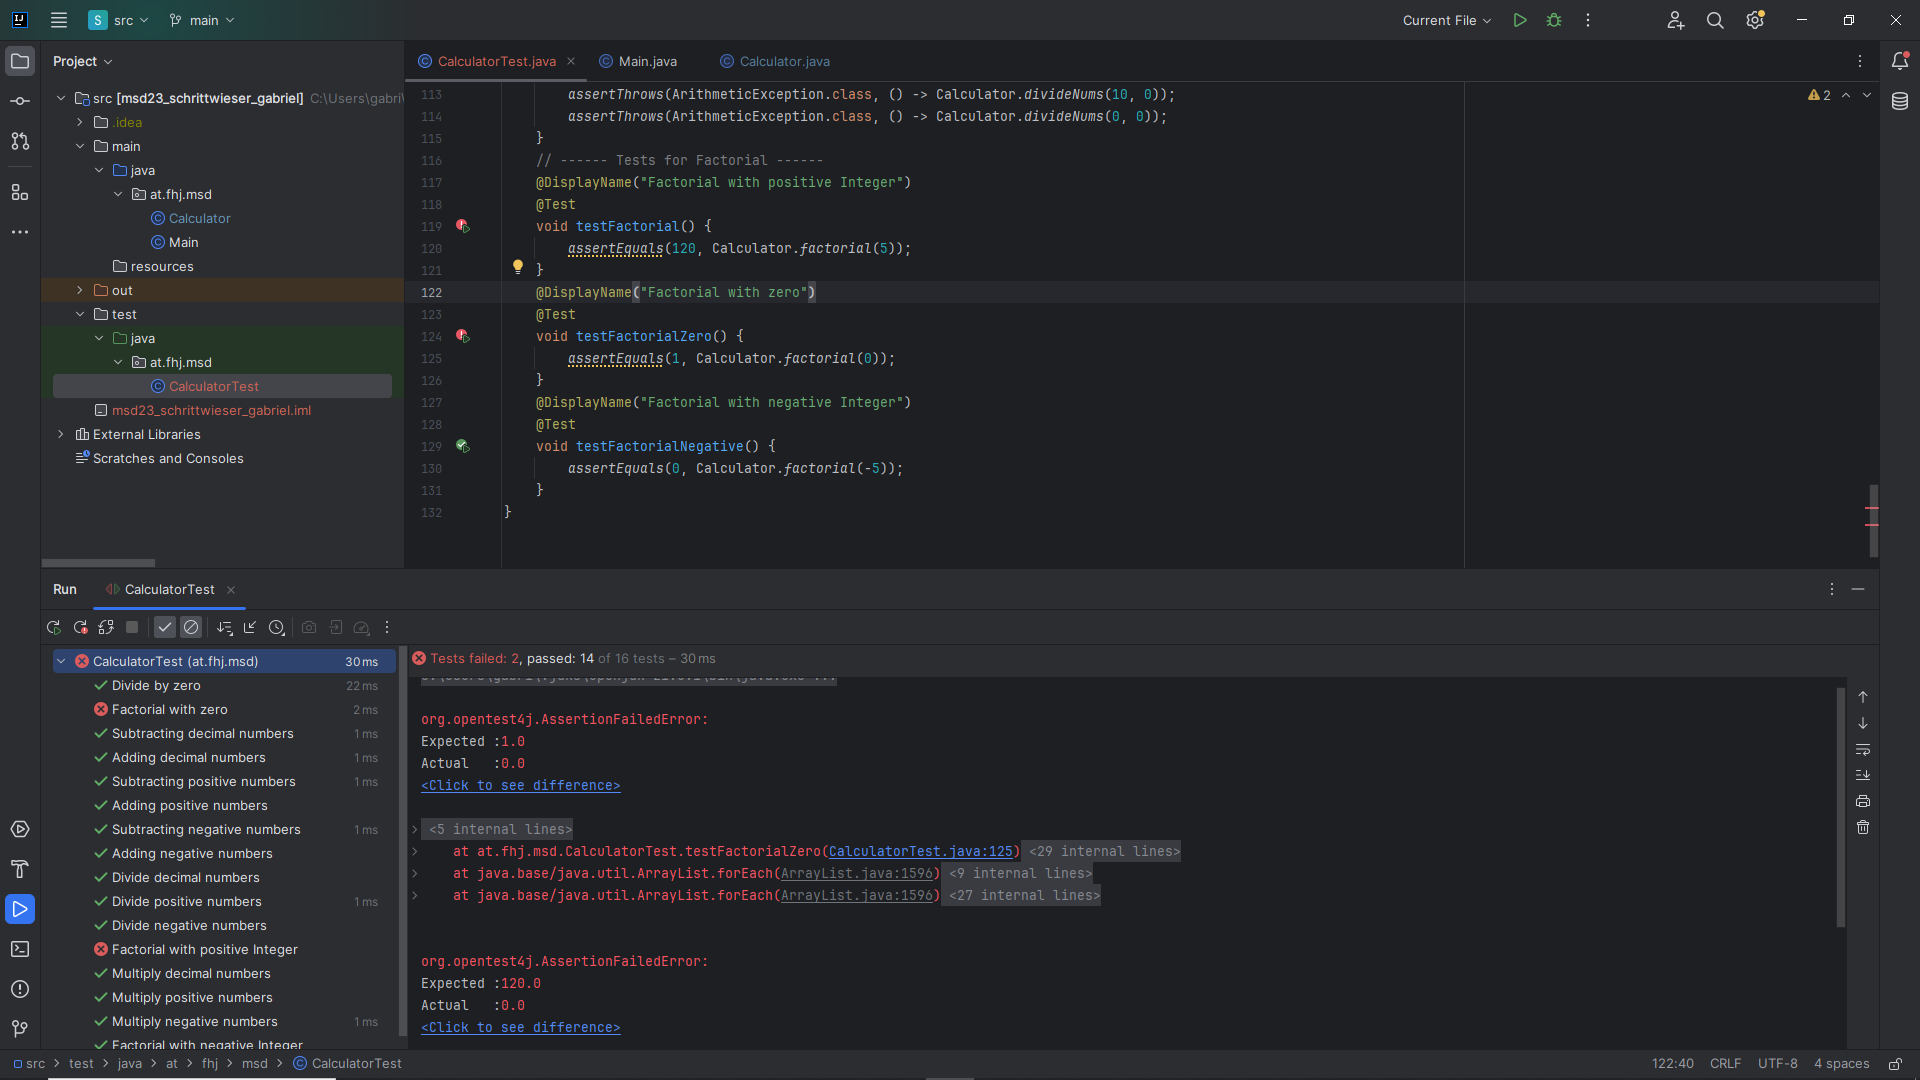 S src main Current File
Project
src [msd23_schrittwieser_gabriel] C:\Users\gabri\
.idea
main
java
at.fhj.msd
Calculator
Main
resources
out
test
java
at.fhj.msd
CalculatorTest
msd23_schrittwieser_gabriel.iml
External Libraries
Scratches and Consoles
CalculatorTest.java Main.java Calculator.java
2
113 assertThrows(ArithmeticException.class, () -> Calculator.divideNums(10, 0));
114 assertThrows(ArithmeticException.class, () -> Calculator.divideNums(0, 0));
115 }
116 // ------ Tests for Factorial ------
117 @DisplayName("Factorial with positive Integer")
118 @Test
119 void testFactorial() {
120 assertEquals(120, Calculator.factorial(5));
121 }
122 @DisplayName("Factorial with zero")
123 @Test
124 void testFactorialZero() {
125 assertEquals(1, Calculator.factorial(0));
126 }
127 @DisplayName("Factorial with negative Integer")
128 @Test
129 void testFactorialNegative() {
130 assertEquals(0, Calculator.factorial(-5));
131 }
132 }
Run CalculatorTest
CalculatorTest (at.fhj.msd) 30 ms
Divide by zero 22 ms
Factorial with zero 2 ms
Subtracting decimal numbers 1 ms
Adding decimal numbers 1 ms
Subtracting positive numbers 1 ms
Adding positive numbers
Subtracting negative numbers 1 ms
Adding negative numbers
Divide decimal numbers
Divide positive numbers 1 ms
Divide negative numbers
Factorial with positive Integer
Multiply decimal numbers
Multiply positive numbers
Multiply negative numbers 1 ms
Factorial with negative Integer
Tests failed: 2, passed: 14 of 16 tests – 30 ms
org.opentest4j.AssertionFailedError:
Expected :1.0
Actual :0.0
<Click to see difference>
<5 internal lines>
at at.fhj.msd.CalculatorTest.testFactorialZero(CalculatorTest.java:125) <29 internal lines>
at java.base/java.util.ArrayList.forEach(ArrayList.java:1596) <9 internal lines>
at java.base/java.util.ArrayList.forEach(ArrayList.java:1596) <27 internal lines>
org.opentest4j.AssertionFailedError:
Expected :120.0
Actual :0.0
<Click to see difference>
src > test > java > at > fhj > msd > CalculatorTest 122:40 CRLF UTF-8 4 spaces